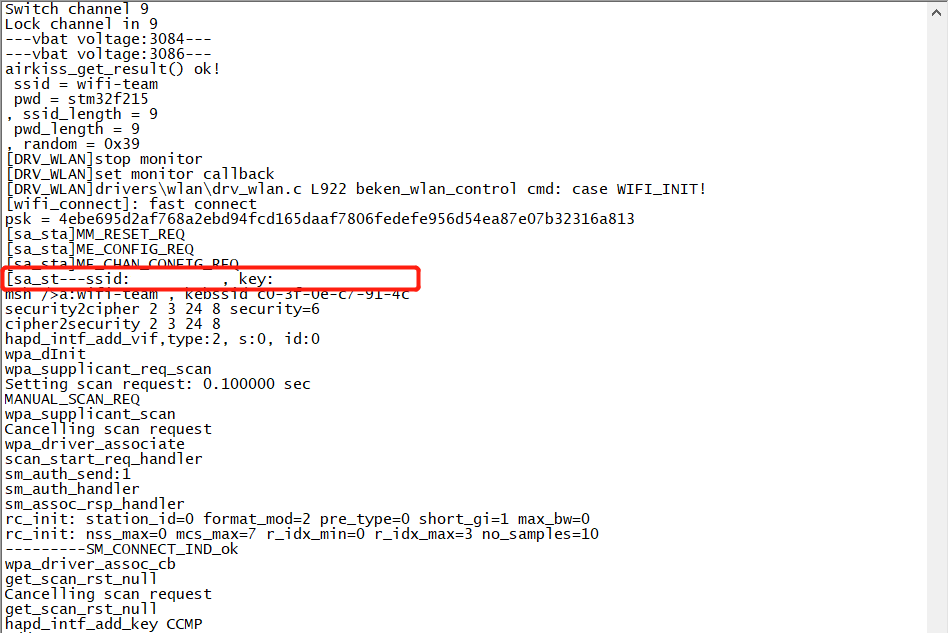 Switch channel 9
Lock channel in 9
---vbat voltage:3084---
---vbat voltage:3086---
airkiss_get_result() ok!
ssid = wifi-team
pwd = stm32f215
, ssid_length = 9
pwd_length = 9
, random = 0x39
[DRV_WLAN]stop monitor
[DRV_WLAN]set monitor callback
[DRV_WLAN]drivers\wlan\drv_wlan.c L922 beken_wlan_control cmd: case WIFI_INIT!
[wifi_connect]: fast connect
psk = 4ebe695d2af768a2ebd94fcd165daaf7806fedefe956d54ea87e07b32316a813
[sa_sta]MM_RESET_REQ
[sa_sta]ME_CONFIG_REQ
[sa_sta]ME_CHAN_CONFIG_REQ
[sa_st---ssid: , key:
msh />a:wifi-team , kebssid c0-3f-0e-c7-91-4c
security2cipher 2 3 24 8 security=6
cipher2security 2 3 24 8
hapd_intf_add_vif,type:2, s:0, id:0
wpa_dInit
wpa_supplicant_req_scan
Setting scan request: 0.100000 sec
MANUAL_SCAN_REQ
wpa_supplicant_scan
Cancelling scan request
wpa_driver_associate
scan_start_req_handler
sm_auth_send:1
sm_auth_handler
sm_assoc_rsp_handler
rc_init: station_id=0 format_mod=2 pre_type=0 short_gi=1 max_bw=0
rc_init: nss_max=0 mcs_max=7 r_idx_min=0 r_idx_max=3 no_samples=10
---------SM_CONNECT_IND_ok
wpa_driver_assoc_cb
get_scan_rst_null
Cancelling scan request
get_scan_rst_null
hapd_intf_add_key CCMP